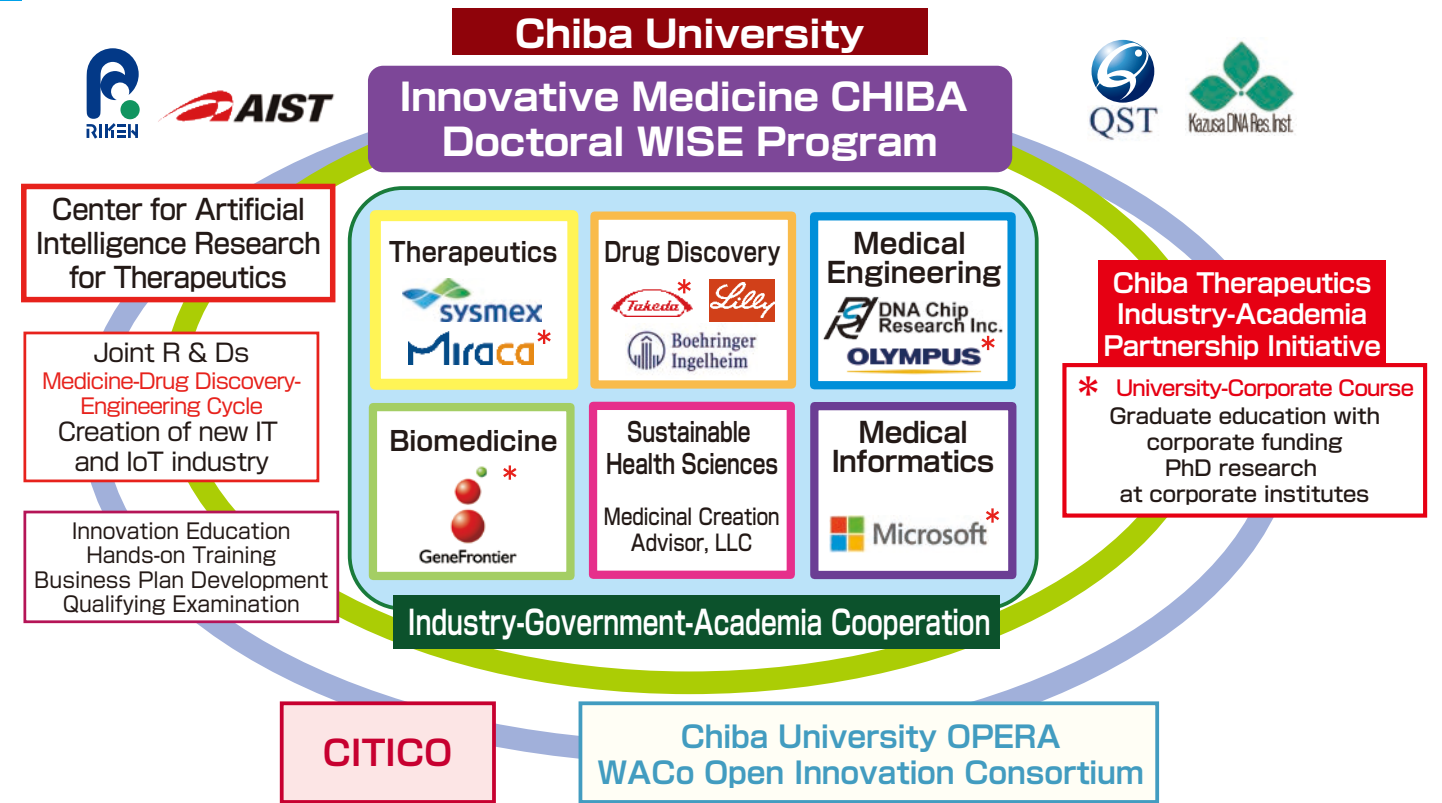 Chiba University
Innovative Medicine CHIBA
Doctoral WISE Program
RIKEN
AIST
QST
Kazusa DNA Res. Inst.
Center for Artificial
Intelligence Research
for Therapeutics
Joint R & Ds
Medicine-Drug Discovery-
Engineering Cycle
Creation of new IT
and IoT industry
Innovation Education
Hands-on Training
Business Plan Development
Qualifying Examination
Therapeutics
sysmex
Miraca*
Drug Discovery
Takeda*
Lilly
Boehringer
Ingelheim
Medical
Engineering
DNA Chip
Research Inc.
OLYMPUS*
Biomedicine
*
GeneFrontier
Sustainable
Health Sciences
Medicinal Creation
Advisor, LLC
Medical
Informatics
Microsoft*
Industry-Government-Academia Cooperation
Chiba Therapeutics
Industry-Academia
Partnership Initiative
* University-Corporate Course
Graduate education with
corporate funding
PhD research
at corporate institutes
CITICO
Chiba University OPERA
WACo Open Innovation Consortium